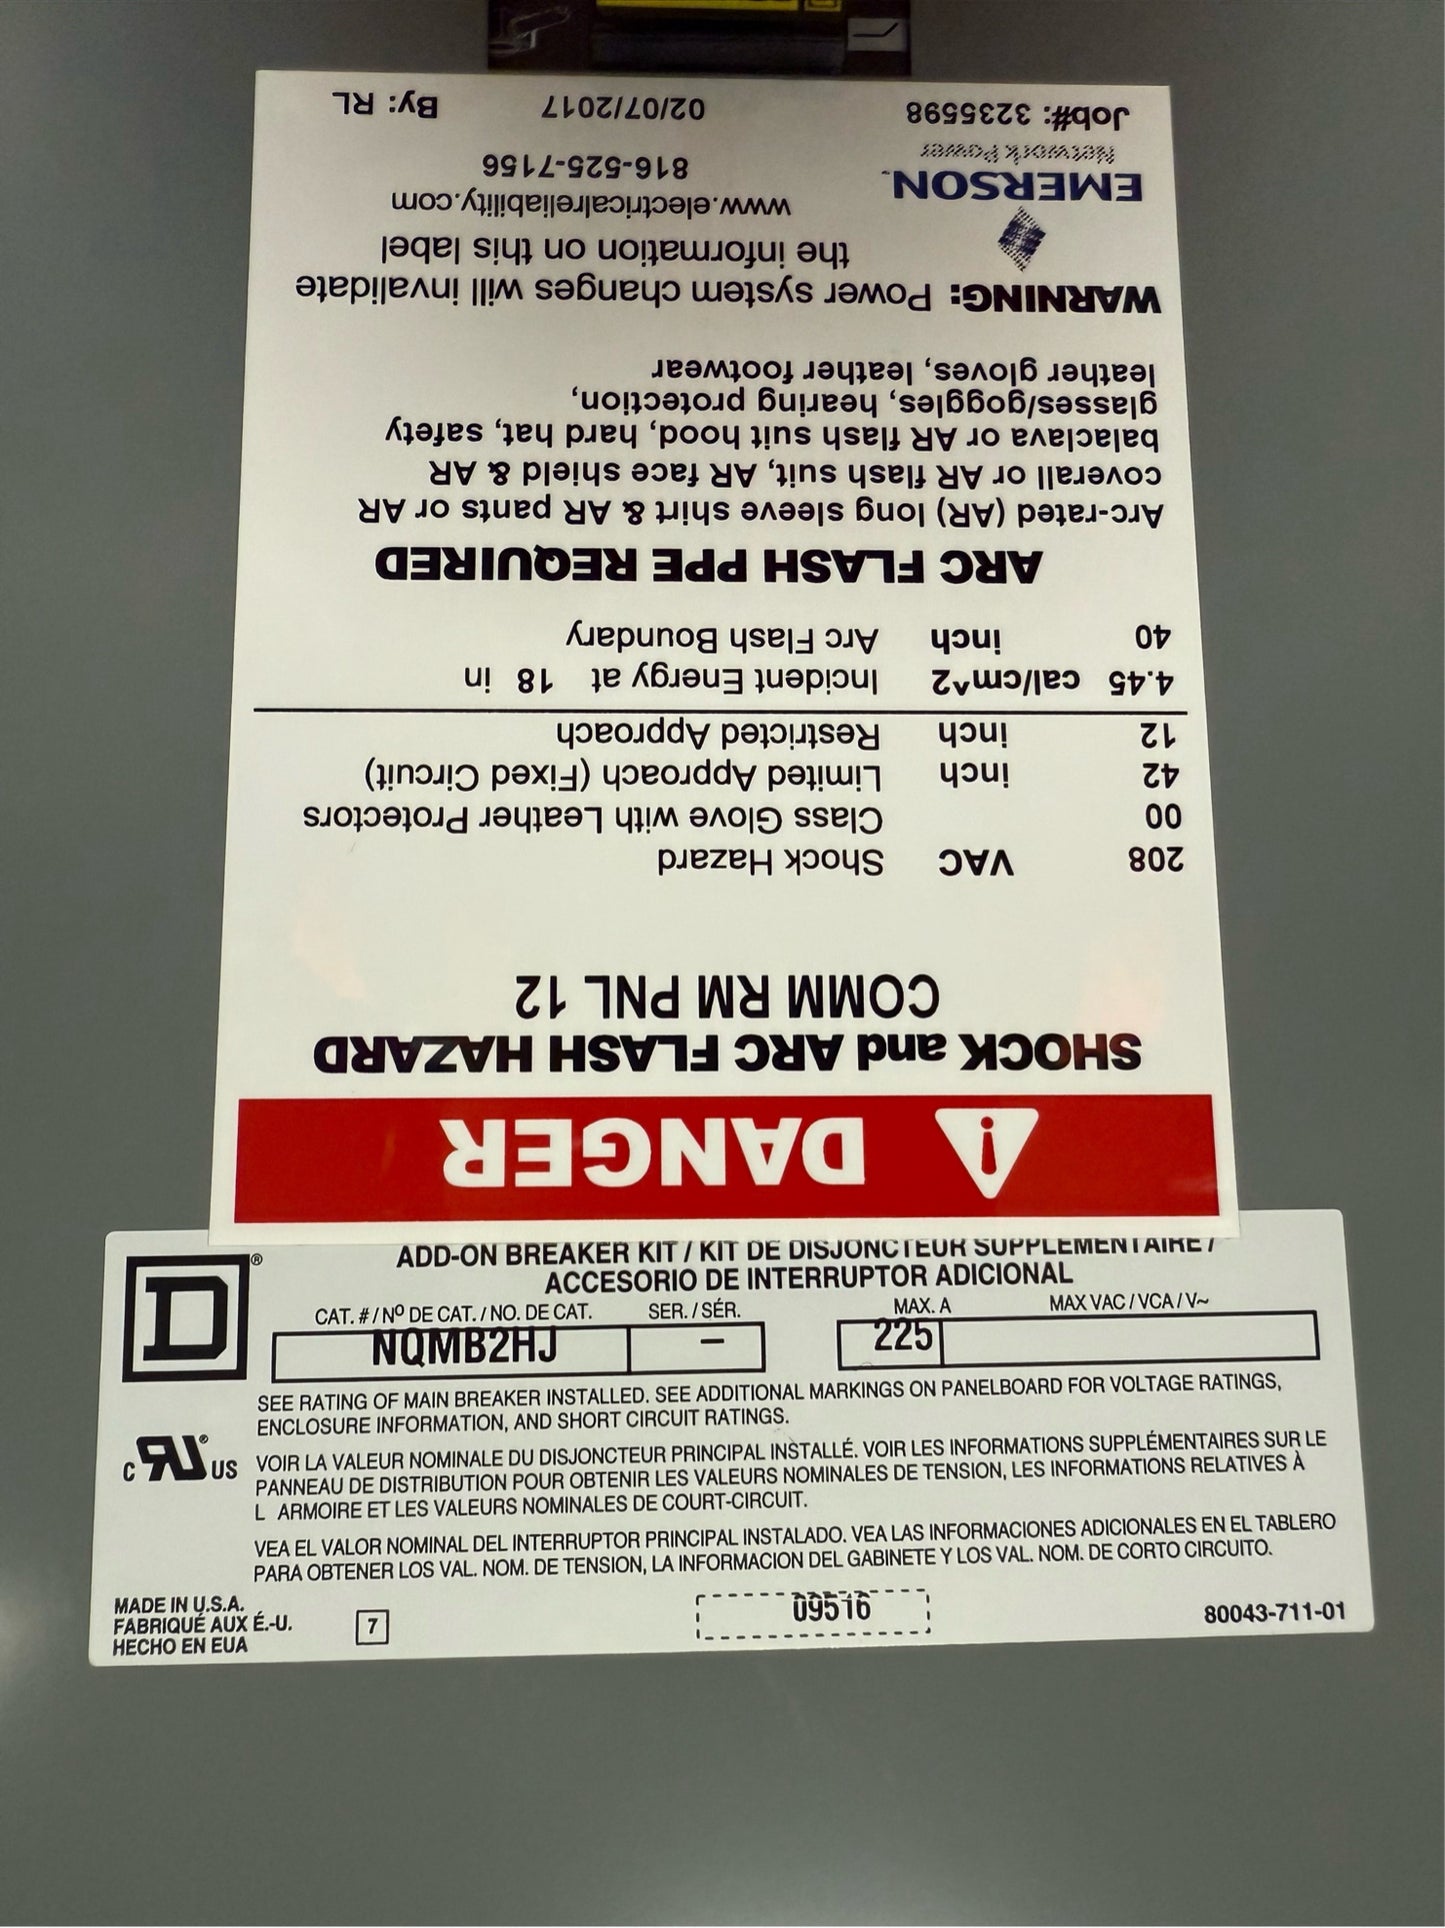 DANGER
SHOCK and ARC FLASH HAZARD
COMM RM PNL 12
208 VAC Shock Hazard
00 Class Glove with Leather Protectors
42 inch Limited Approach (Fixed Circuit)
12 inch Restricted Approach
4.45 cal/cm^2 Incident Energy at 18 in
40 inch Arc Flash Boundary
ARC FLASH PPE REQUIRED
Arc-rated (AR) long sleeve shirt & AR pants or AR
coverall or AR flash suit, AR face shield & AR
balaclava or AR flash suit hood, hard hat, safety
glasses/goggles, hearing protection,
leather gloves, leather footwear
WARNING: Power system changes will invalidate
the information on this label
EMERSON™
Network Power
www.electricalreliability.com
816-525-7156
Job#: 3235598 02/07/2017 By: RL
D®
ADD-ON BREAKER KIT / KIT DE DISJONCTEUR SUPPLÉMENTAIRE /
ACCESORIO DE INTERRUPTOR ADICIONAL
CAT. # / Nº DE CAT. / NO. DE CAT. SER. / SÉR. MAX. A MAX VAC / VCA / V~
NQMB2HJ – 225
SEE RATING OF MAIN BREAKER INSTALLED. SEE ADDITIONAL MARKINGS ON PANELBOARD FOR VOLTAGE RATINGS,
ENCLOSURE INFORMATION, AND SHORT CIRCUIT RATINGS.
c RU® US
VOIR LA VALEUR NOMINALE DU DISJONCTEUR PRINCIPAL INSTALLÉ. VOIR LES INFORMATIONS SUPPLÉMENTAIRES SUR LE
PANNEAU DE DISTRIBUTION POUR OBTENIR LES VALEURS NOMINALES DE TENSION, LES INFORMATIONS RELATIVES À
L ARMOIRE ET LES VALEURS NOMINALES DE COURT-CIRCUIT.
VEA EL VALOR NOMINAL DEL INTERRUPTOR PRINCIPAL INSTALADO. VEA LAS INFORMACIONES ADICIONALES EN EL TABLERO
PARA OBTENER LOS VAL. NOM. DE TENSION, LA INFORMACION DEL GABINETE Y LOS VAL. NOM. DE CORTO CIRCUITO.
MADE IN U.S.A.
FABRIQUÉ AUX É.-U.
HECHO EN EUA
7
09516
80043-711-01